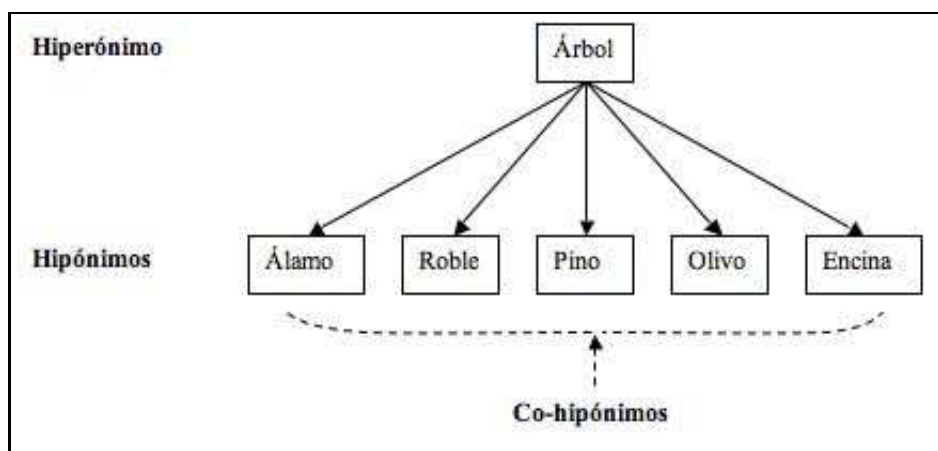 Hiperónimo
Árbol
Hipónimos
Álamo Roble Pino Olivo Encina
Co-hipónimos